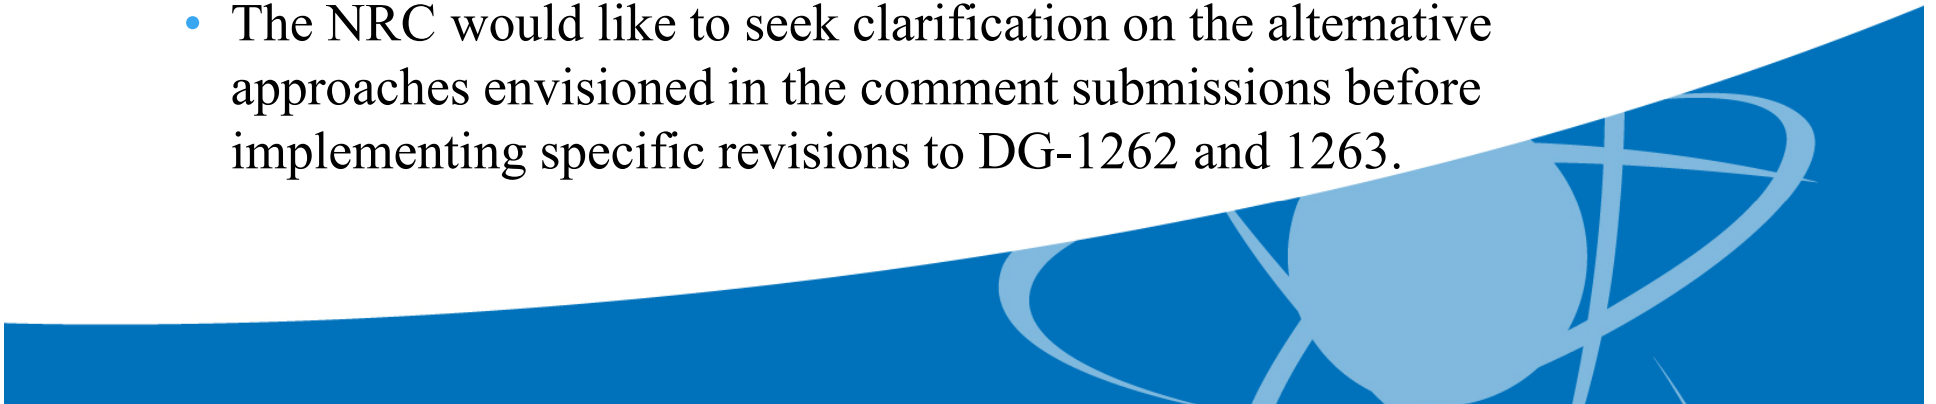 • The NRC would like to seek clarification on the alternative
approaches envisioned in the comment submissions before
implementing specific revisions to DG-1262 and 1263.